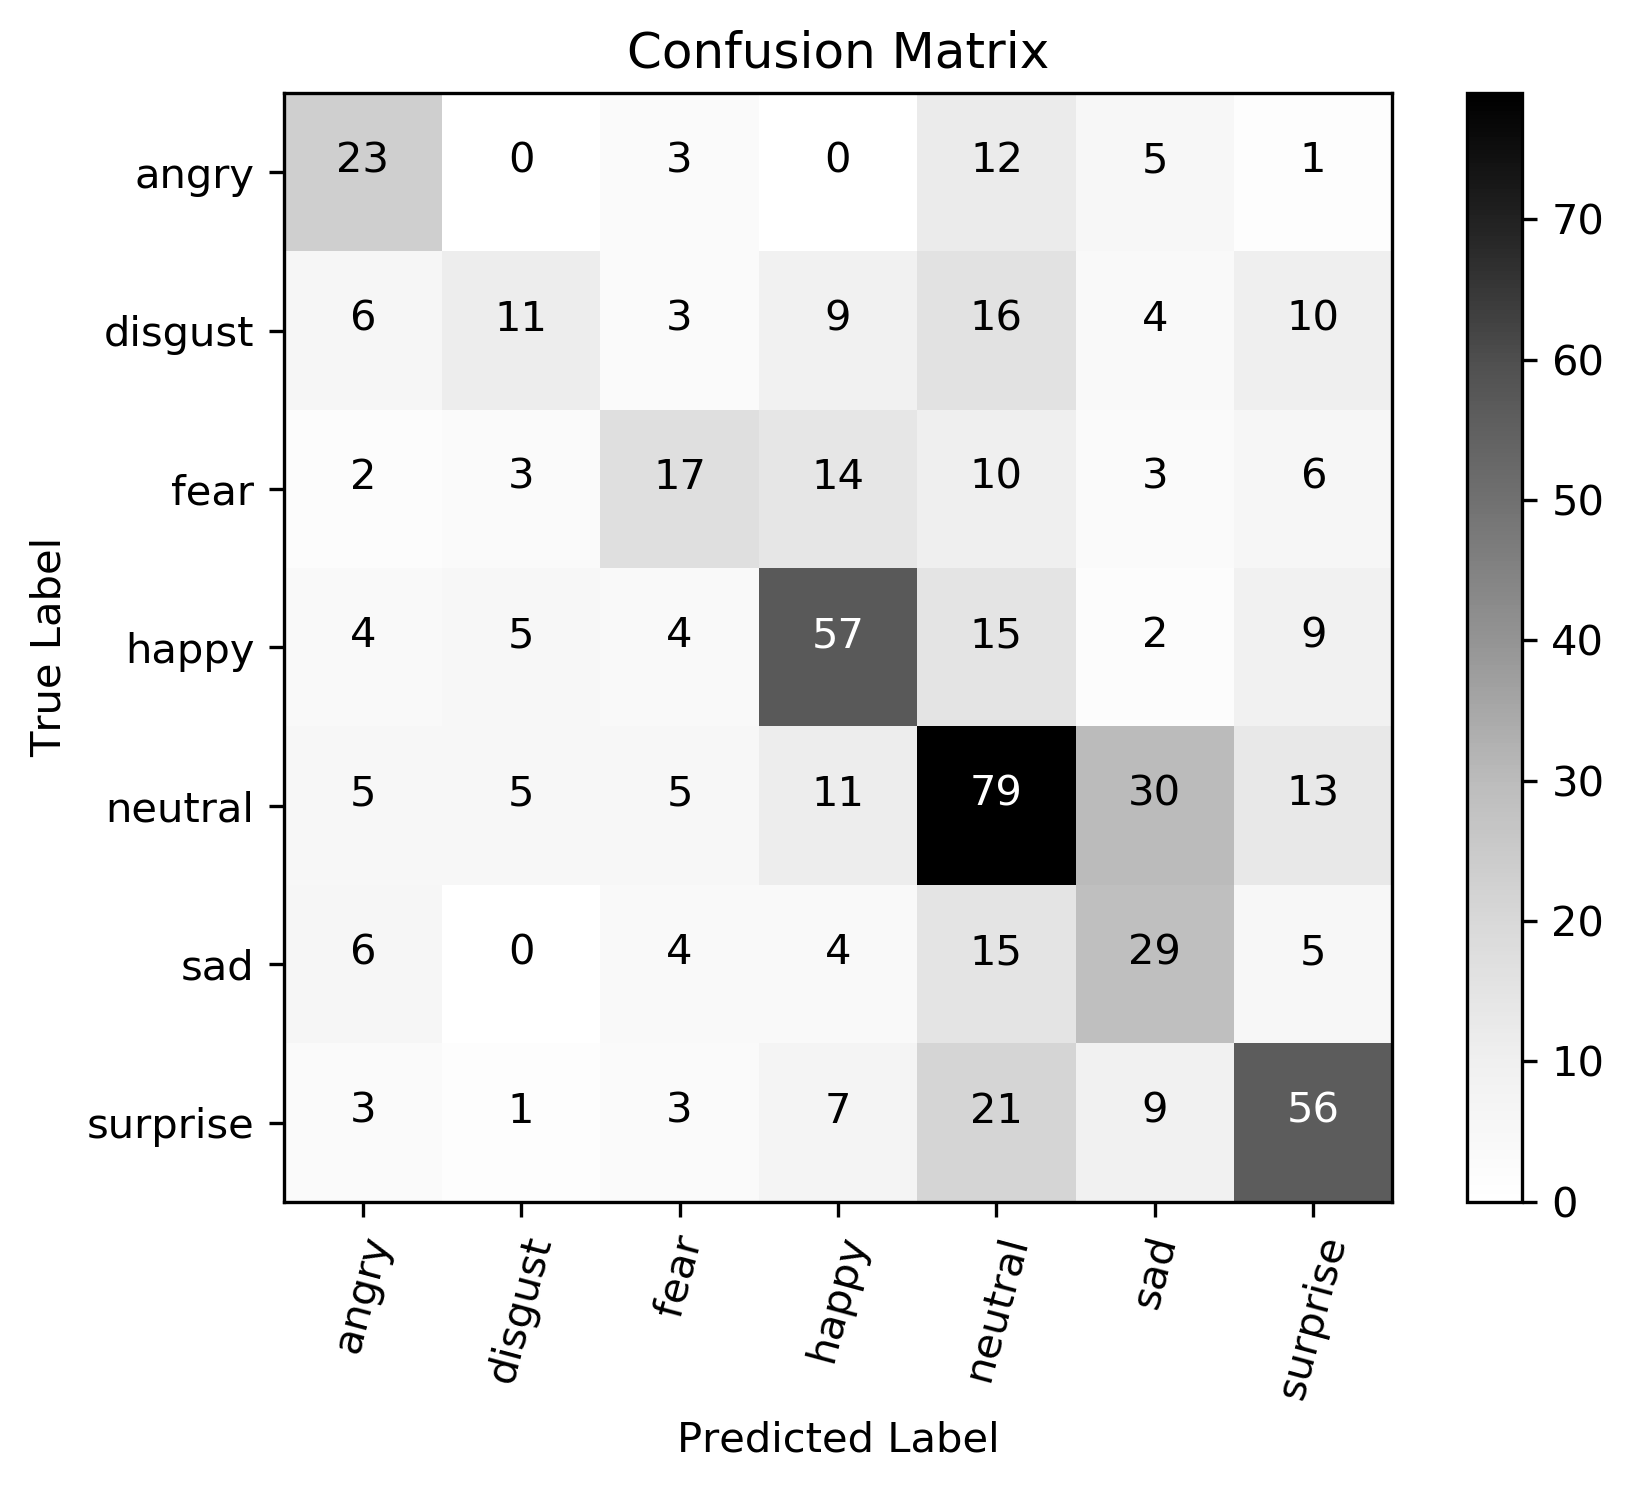 Confusion Matrix
angry 23 0 3 0 12 5 1
disgust 6 11 3 9 16 4 10
fear 2 3 17 14 10 3 6
happy 4 5 4 57 15 2 9
neutral 5 5 5 11 79 30 13
sad 6 0 4 4 15 29 5
surprise 3 1 3 7 21 9 56
True Label
angry disgust fear happy neutral sad surprise
Predicted Label
70
60
50
40
30
20
10
0